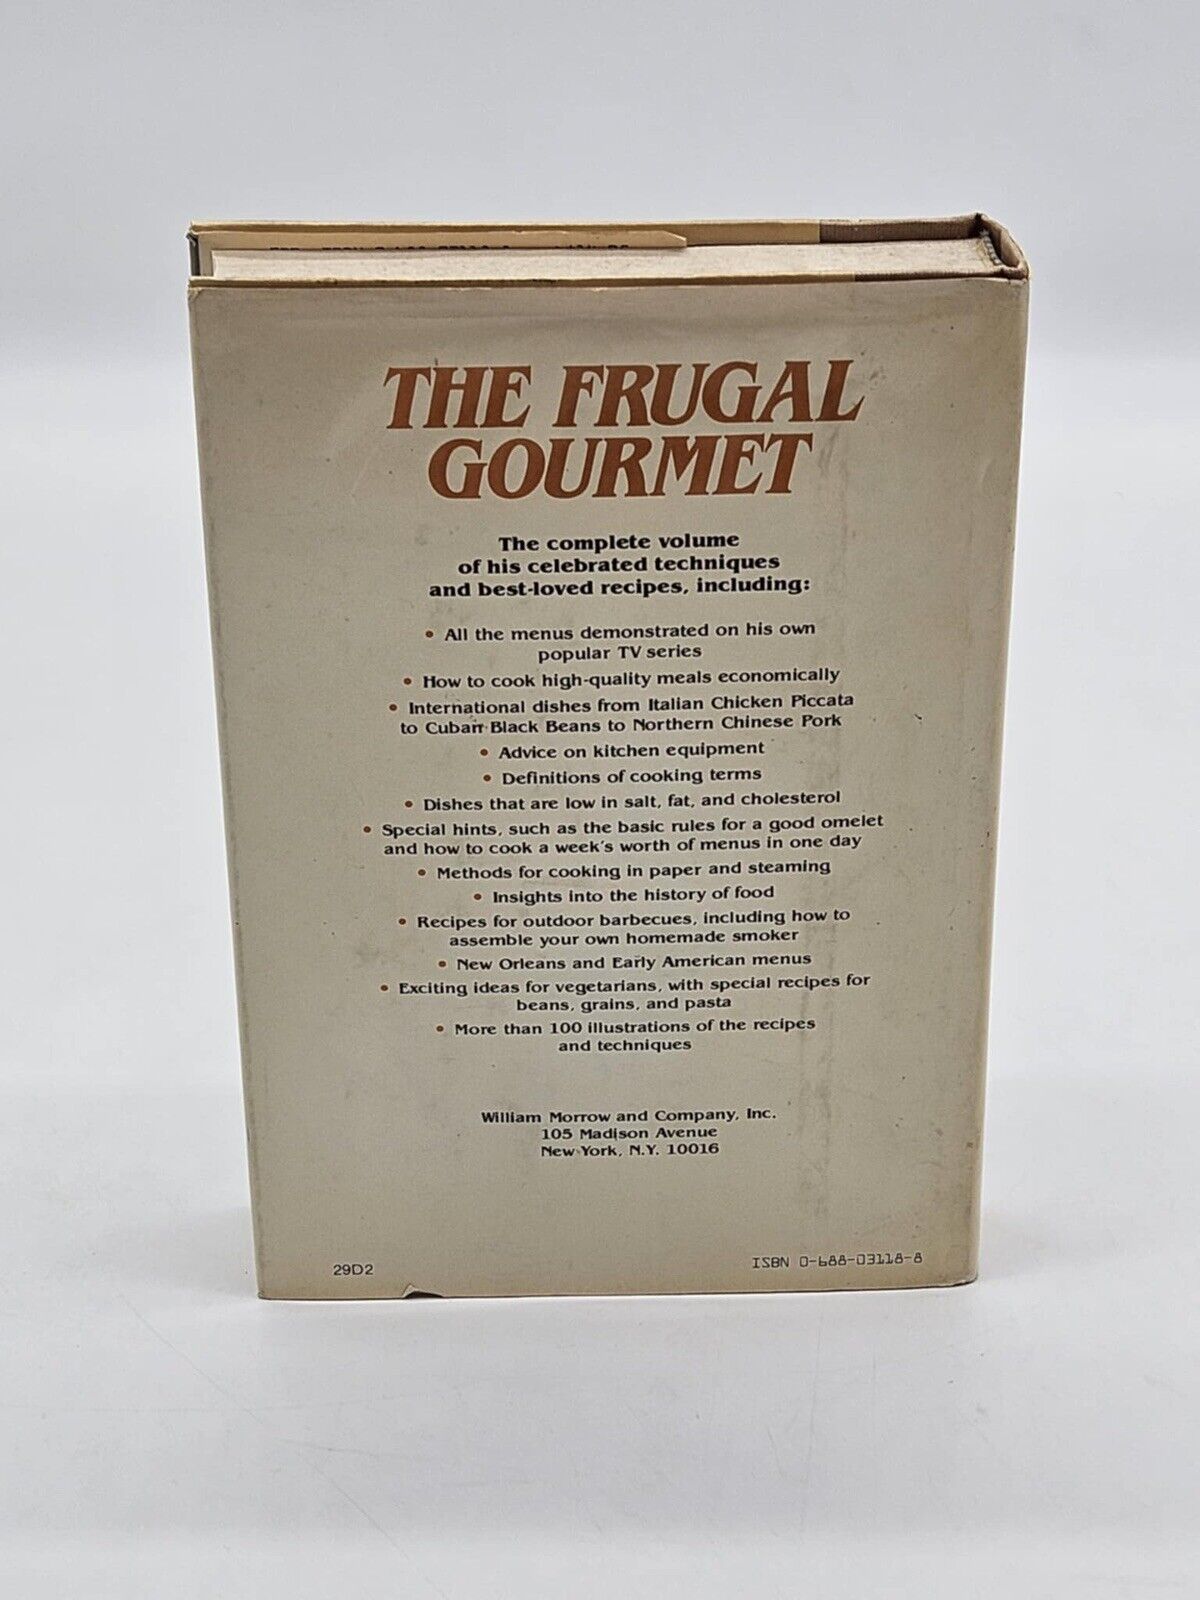 THE FRUGAL
GOURMET
The complete volume
of his celebrated techniques
and best-loved recipes, including:
• All the menus demonstrated on his own
popular TV series
• How to cook high-quality meals economically
• International dishes from Italian Chicken Piccata
to Cuban Black Beans to Northern Chinese Pork
• Advice on kitchen equipment
• Definitions of cooking terms
• Dishes that are low in salt, fat, and cholesterol
• Special hints, such as the basic rules for a good omelet
and how to cook a week's worth of menus in one day
• Methods for cooking in paper and steaming
• Insights into the history of food
• Recipes for outdoor barbecues, including how to
assemble your own homemade smoker
• New Orleans and Early American menus
• Exciting ideas for vegetarians, with special recipes for
beans, grains, and pasta
• More than 100 illustrations of the recipes
and techniques
William Morrow and Company, Inc.
105 Madison Avenue
New York, N.Y. 10016
29D2
ISBN 0-688-03118-8